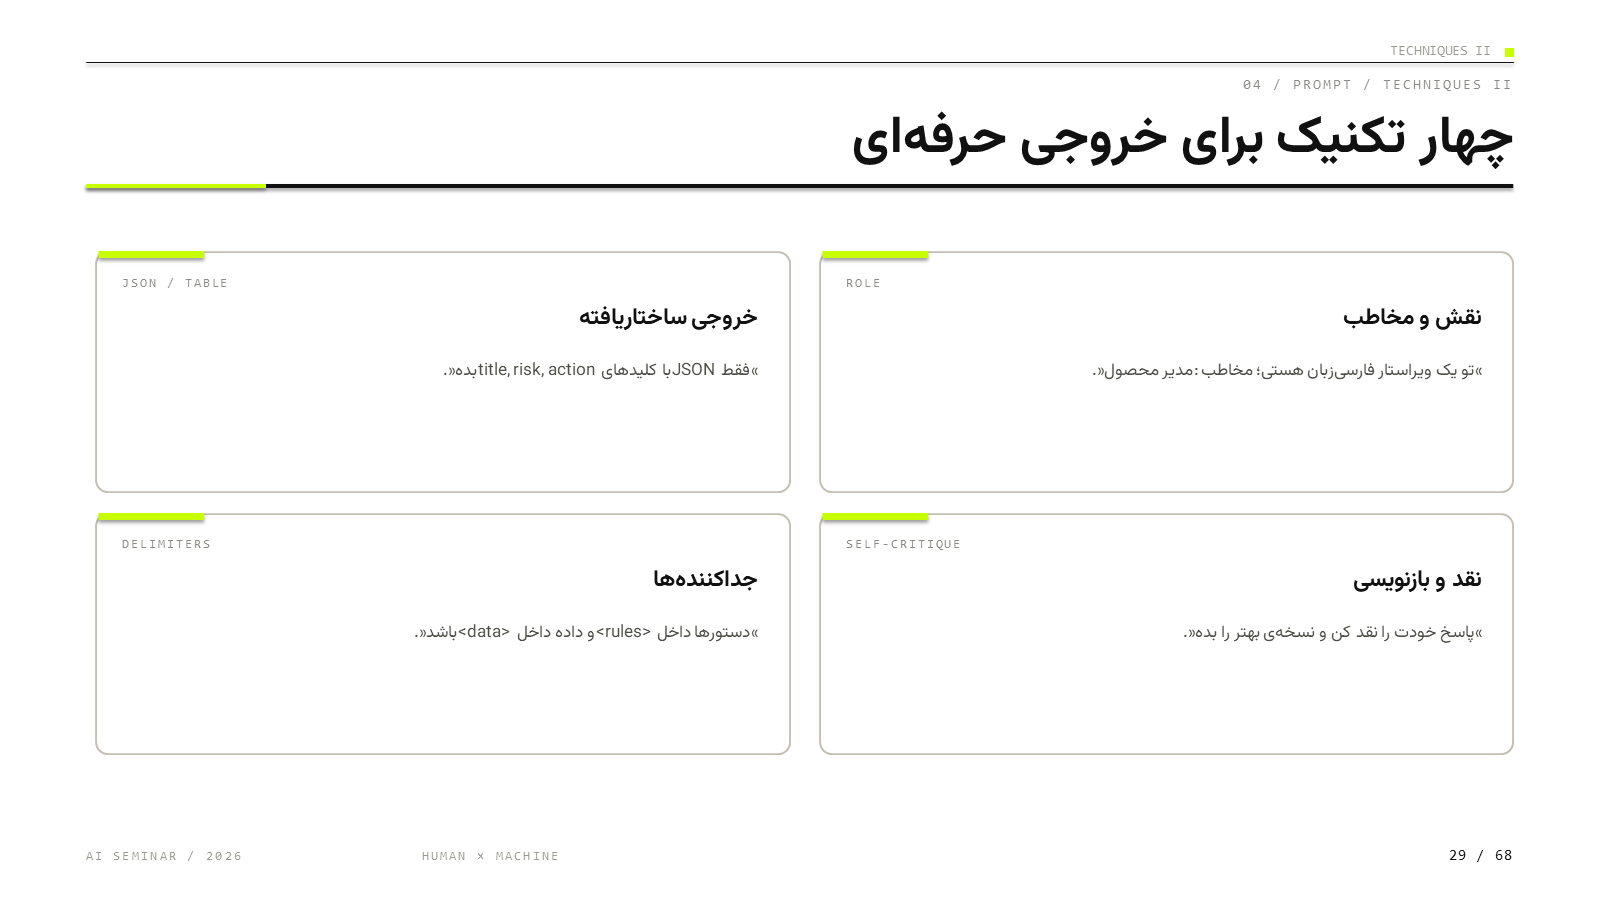 TECHNIQUES II
04 / PROMPT / TECHNIQUES II
چهار تکنیک برای خروجی حرفه‌ای
ROLE
نقش و مخاطب
«تو یک ویراستار فارسی‌زبان هستی؛ مخاطب: مدیر محصول».
JSON / TABLE
خروجی ساختاریافته
«فقط JSON با کلیدهای title, risk, action بده».
SELF-CRITIQUE
نقد و بازنویسی
«پاسخ خودت را نقد کن و نسخه‌ی بهتر را بده».
DELIMITERS
جداکننده‌ها
«دستورها داخل <rules> و داده داخل <data> باشد».
AI SEMINAR / 2026
HUMAN × MACHINE
29 / 68